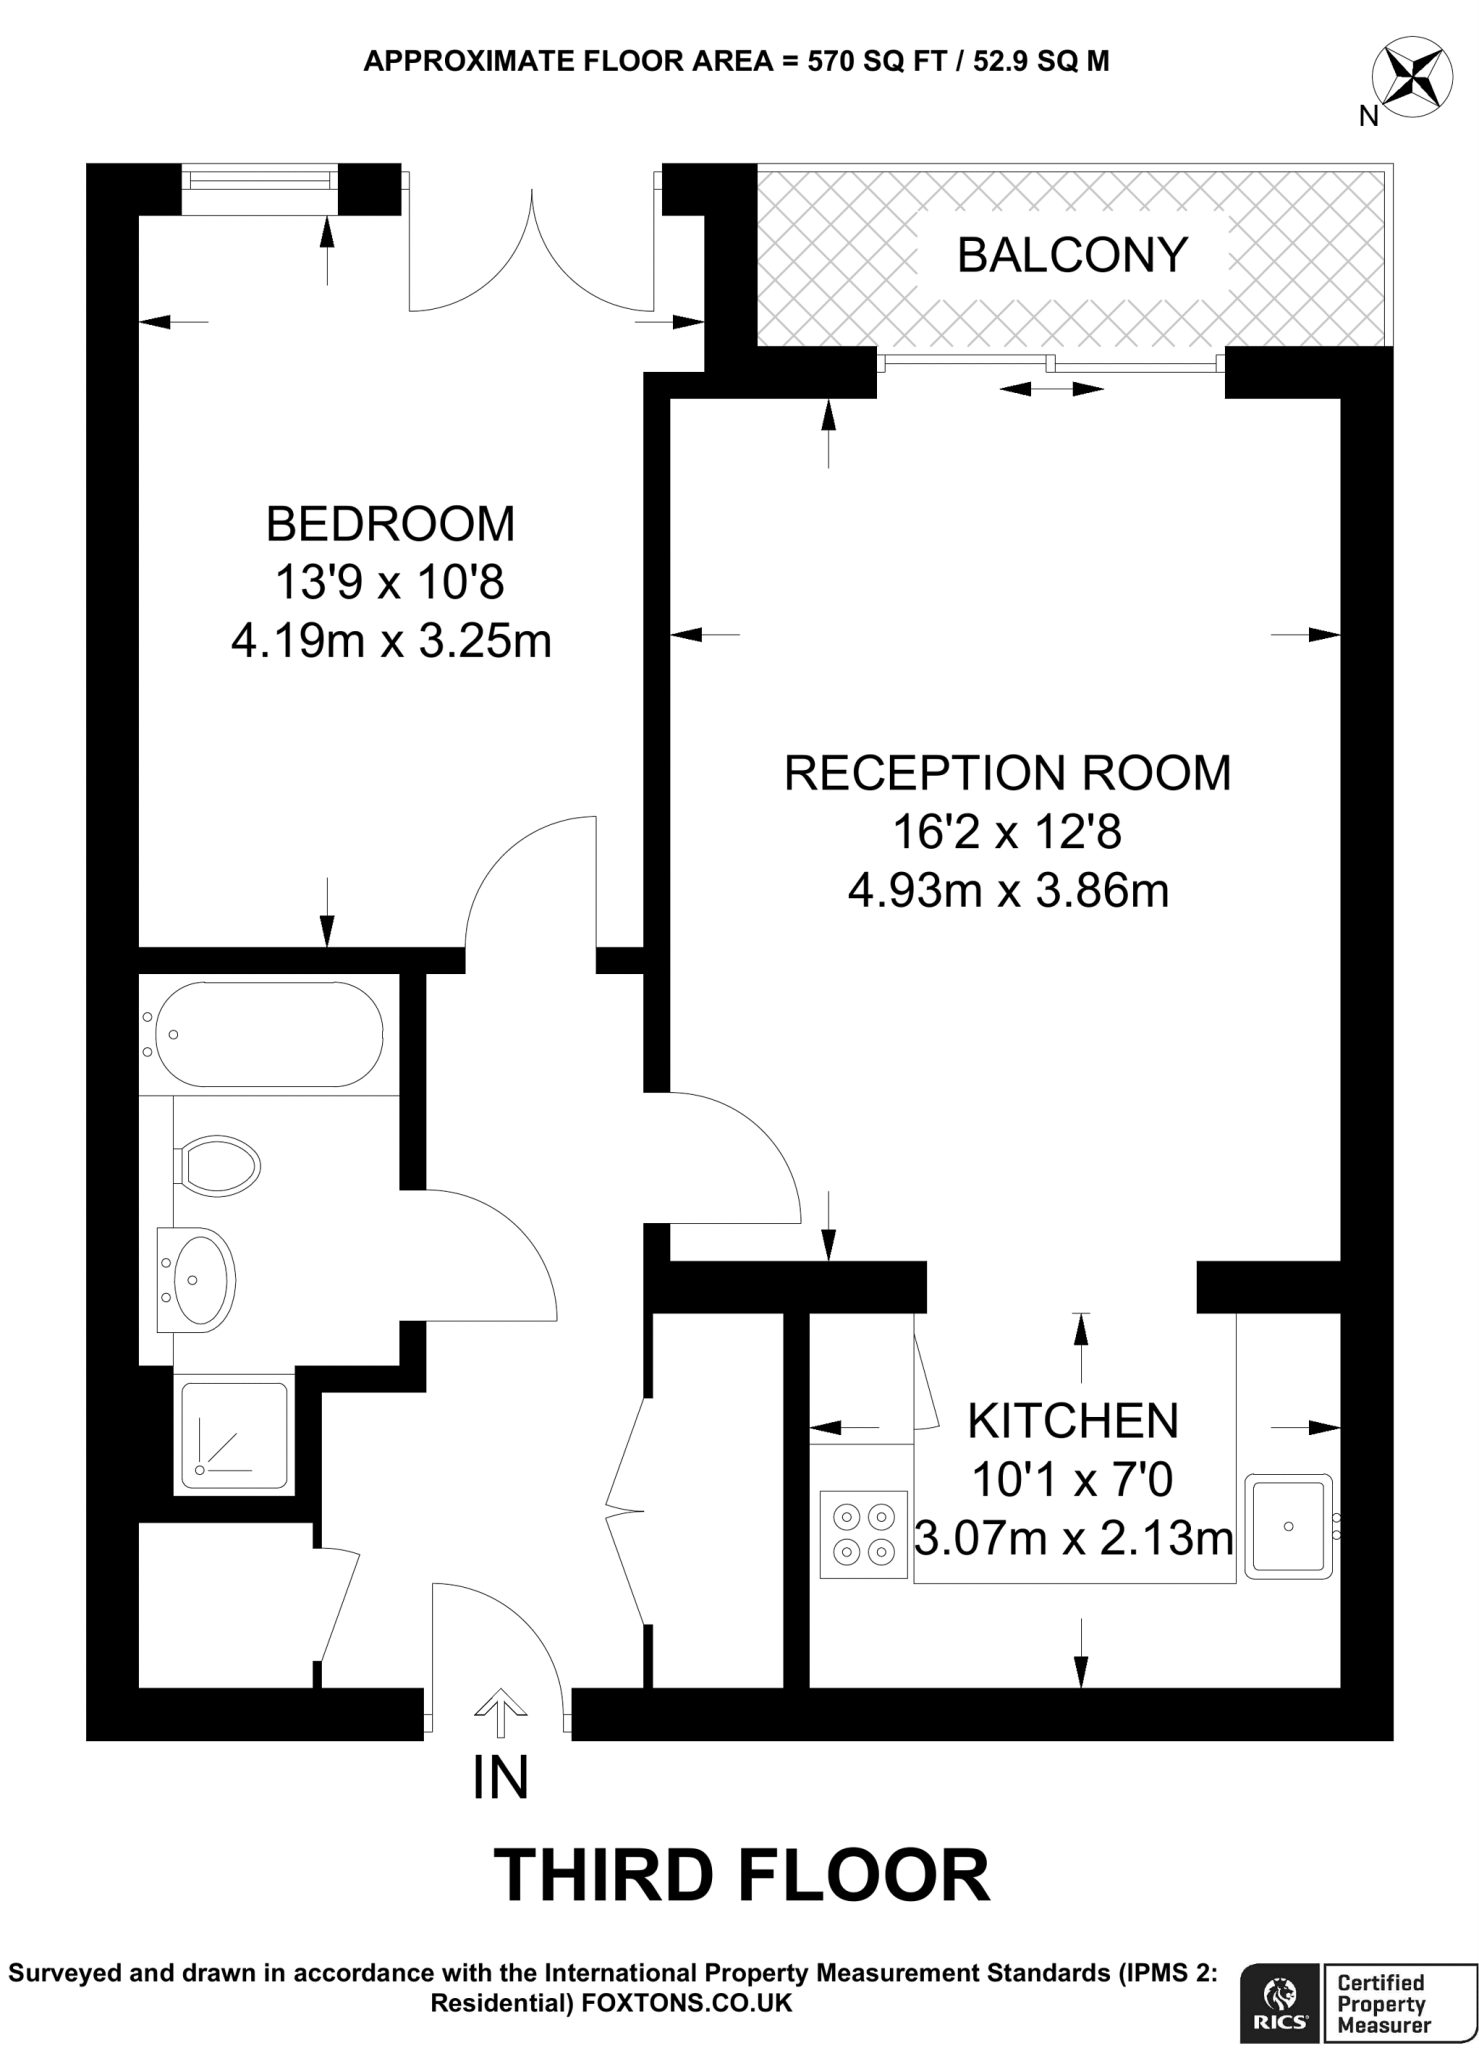 APPROXIMATE FLOOR AREA = 570 SQ FT / 52.9 SQ M
N
BALCONY
BEDROOM
13'9 x 10'8
4.19m x 3.25m
RECEPTION ROOM
16'2 x 12'8
4.93m x 3.86m
KITCHEN
10'1 x 7'0
3.07m x 2.13m
IN
THIRD FLOOR
Surveyed and drawn in accordance with the International Property Measurement Standards (IPMS 2:
Residential) FOXTONS.CO.UK
RICS
Certified
Property
Measurer